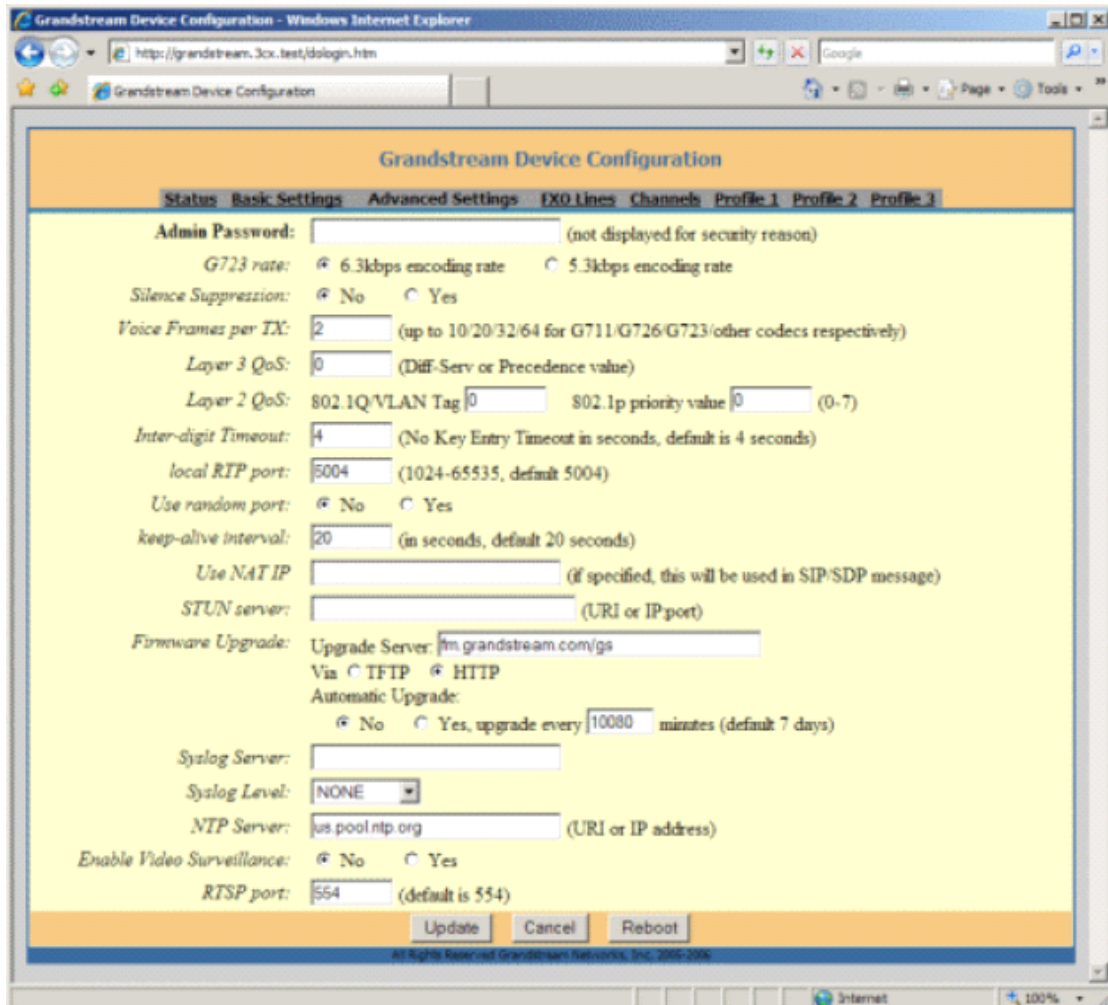 Grandstream Device Configuration - Windows Internet Explorer
http://grandstream.3cx.test/dologin.htm Google
Grandstream Device Configuration Page Tools
Grandstream Device Configuration
Status Basic Settings Advanced Settings FXO Lines Channels Profile 1 Profile 2 Profile 3
Admin Password: (not displayed for security reason)
G723 rate: 6.3kbps encoding rate 5.3kbps encoding rate
Silence Suppression: No Yes
Voice Frames per TX: 2 (up to 10/20/32/64 for G711/G726/G723/other codecs respectively)
Layer 3 QoS: 0 (Diff-Serv or Precedence value)
Layer 2 QoS: 802.1Q/VLAN Tag 0 802.1p priority value 0 (0-7)
Inter-digit Timeout: 4 (No Key Entry Timeout in seconds, default is 4 seconds)
local RTP port: 5004 (1024-65535, default 5004)
Use random port: No Yes
keep-alive interval: 20 (in seconds, default 20 seconds)
Use NAT IP (if specified, this will be used in SIP/SDP message)
STUN server: (URI or IP:port)
Firmware Upgrade: Upgrade Server: fm.grandstream.com/gs
Via TFTP HTTP
Automatic Upgrade:
No Yes, upgrade every 10080 minutes (default 7 days)
Syslog Server:
Syslog Level: NONE
NTP Server: us.pool.ntp.org (URI or IP address)
Enable Video Surveillance: No Yes
RTSP port: 554 (default is 554)
Update Cancel Reboot
All Rights Reserved Grandstream Networks, Inc. 2005-2006
Internet 100%